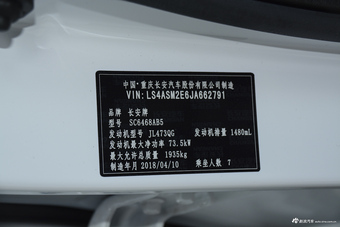 中国·重庆长安汽车股份有限公司制造
VIN: LS4ASM2E6JA662791
品牌 长安牌
型号 SC6468AB5
发动机型号 JL473QG 发动机排量 1480mL
发动机最大净功率 73.5kW
最大允许总质量 1935kg
制造年月 2018/04/10 乘坐人数 7